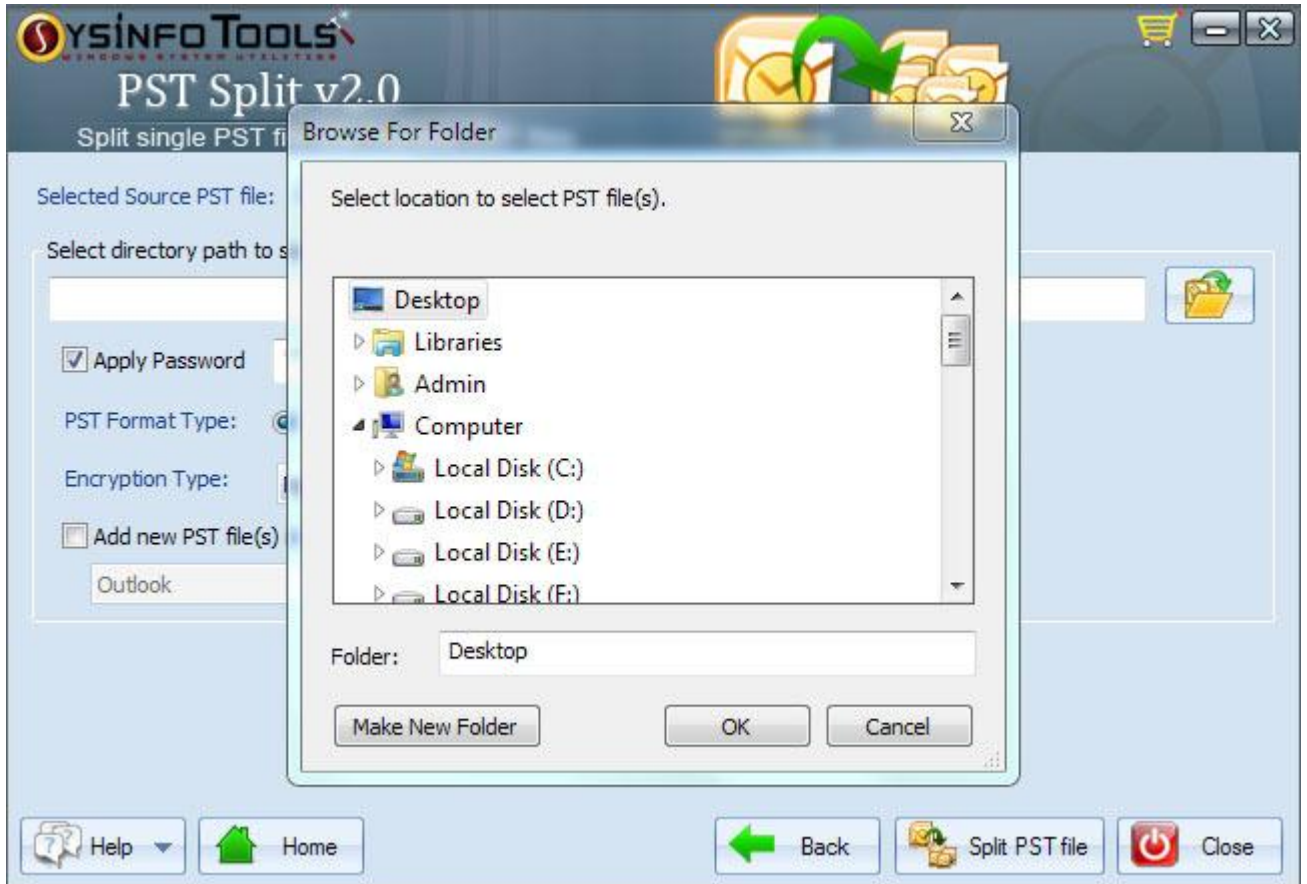 SYSINFO TOOLS
WINDOWS SYSTEM UTILITIES
PST Split v2.0
Split single PST
Browse For Folder
Selected Source PST file:
Select location to select PST file(s).
Select directory path to
Desktop
Libraries
Apply Password
Admin
PST Format Type:
Computer
Local Disk (C:)
Encryption Type:
Local Disk (D:)
Add new PST file(s)
Local Disk (E:)
Outlook
Local Disk (F:)
Folder:
Desktop
Make New Folder
OK
Cancel
Help
Home
Back
Split PST file
Close